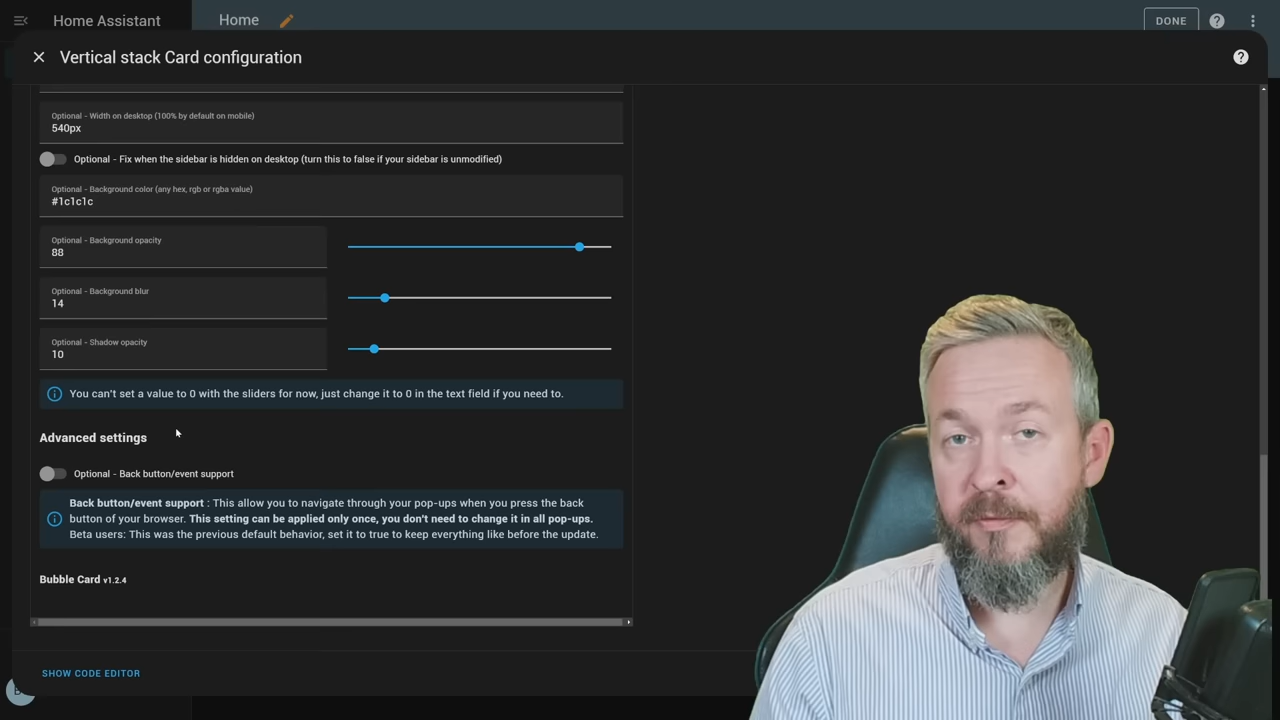 Home Assistant
Home
DONE
Vertical stack Card configuration
Optional - Width on desktop (100% by default on mobile)
540px
Optional - Fix when the sidebar is hidden on desktop (turn this to false if your sidebar is unmodified)
Optional - Background color (any hex, rgb or rgba value)
#1c1c1c
Optional - Background opacity
88
Optional - Background blur
14
Optional - Shadow opacity
10
You can't set a value to 0 with the sliders for now, just change it to 0 in the text field if you need to.
Advanced settings
Optional - Back button/event support
Back button/event support : This allow you to navigate through your pop-ups when you press the back
button of your browser. This setting can be applied only once, you don't need to change it in all pop-ups.
Beta users: This was the previous default behavior, set it to true to keep everything like before the update.
Bubble Card v1.2.4
SHOW CODE EDITOR